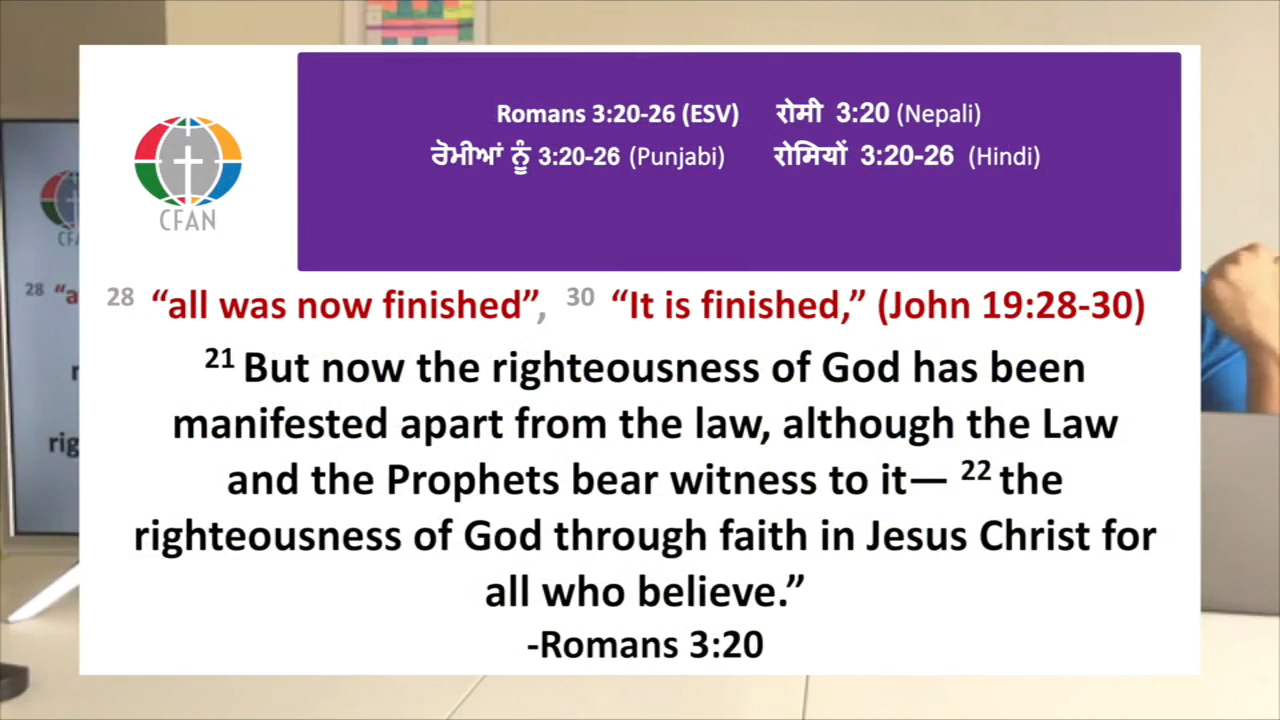 Romans 3:20-26 (ESV) रोमी 3:20 (Nepali)
ਰੋਮੀਆਂ ਨੂੰ 3:20-26 (Punjabi) रोमियों 3:20-26 (Hindi)
CFAN
28 “all was now finished”, 30 “It is finished,” (John 19:28-30)
21 But now the righteousness of God has been
manifested apart from the law, although the Law
and the Prophets bear witness to it— 22 the
righteousness of God through faith in Jesus Christ for
all who believe.”
-Romans 3:20
CFA
28 “a
rig